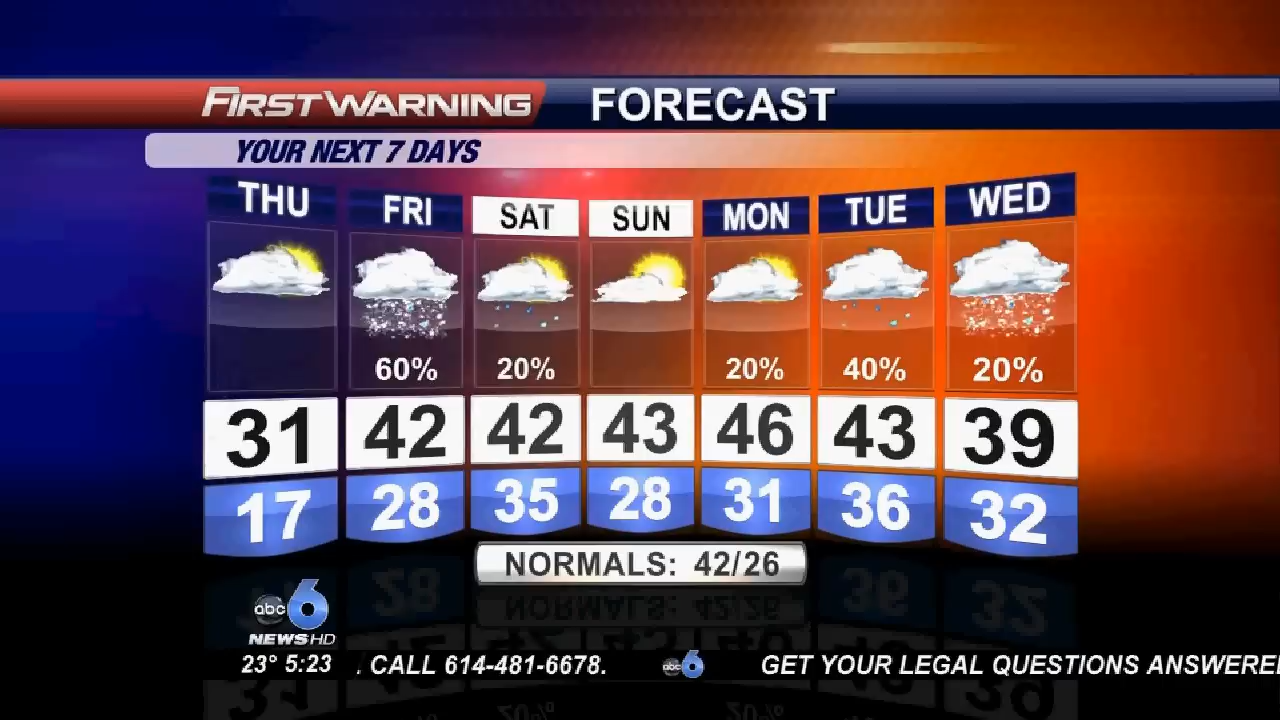 FIRST WARNING FORECAST
YOUR NEXT 7 DAYS
THU FRI SAT SUN MON TUE WED
60% 20% 20% 40% 20%
31 42 42 43 46 43 39
17 28 35 28 31 36 32
NORMALS: 42/26
abc 6
NEWS HD
23° 5:23 . CALL 614-481-6678. abc 6 GET YOUR LEGAL QUESTIONS ANSWERE